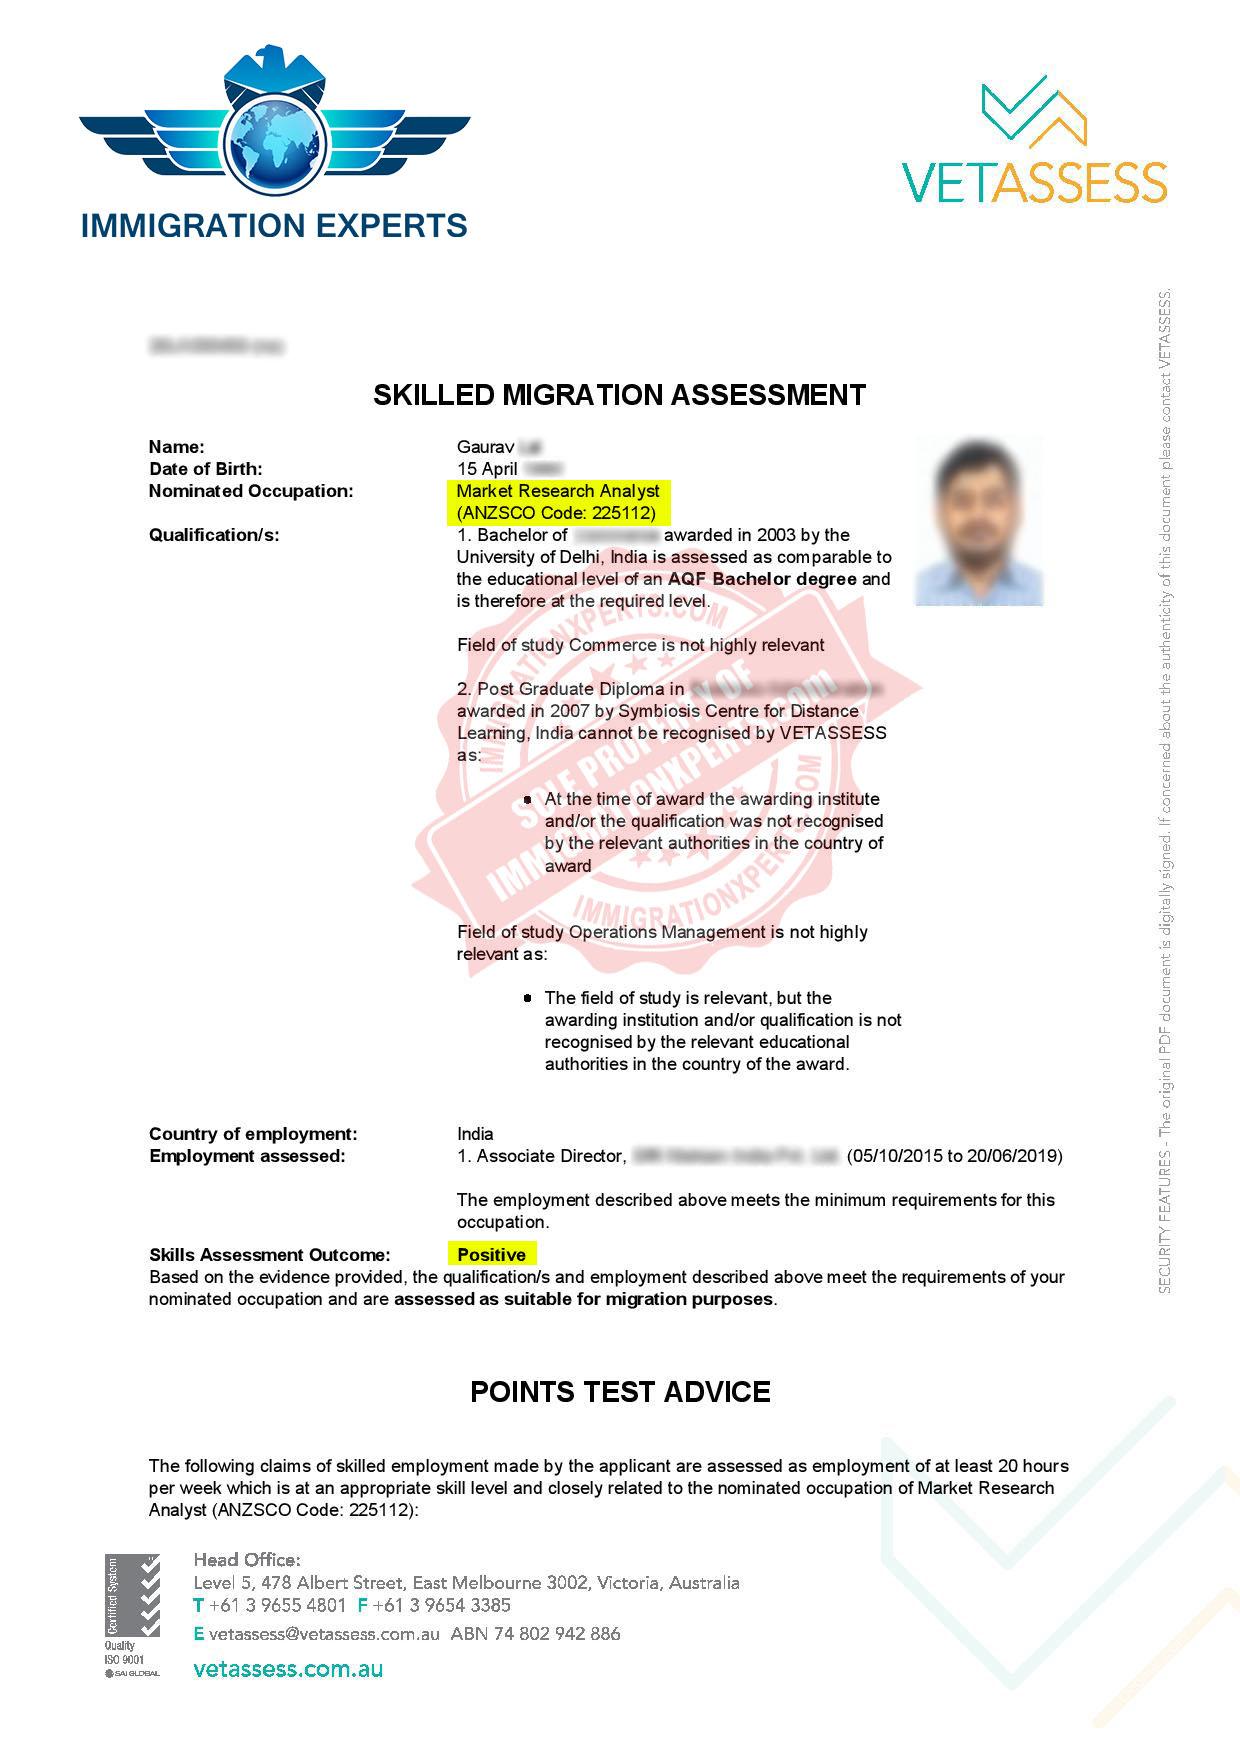 IMMIGRATION EXPERTS
VETASSESS
SKILLED MIGRATION ASSESSMENT
Name: Gaurav
Date of Birth: 15 April
Nominated Occupation: Market Research Analyst
(ANZSCO Code: 225112)
Qualification/s: 1. Bachelor of awarded in 2003 by the
University of Delhi, India is assessed as comparable to
the educational level of an AQF Bachelor degree and
is therefore at the required level.
Field of study Commerce is not highly relevant
2. Post Graduate Diploma in
awarded in 2007 by Symbiosis Centre for Distance
Learning, India cannot be recognised by VETASSESS
as:
• At the time of award the awarding institute
and/or the qualification was not recognised
by the relevant authorities in the country of
award
Field of study Operations Management is not highly
relevant as:
• The field of study is relevant, but the
awarding institution and/or qualification is not
recognised by the relevant educational
authorities in the country of the award.
IMMIGRATIONXPERTS.COM
SOLE PROPERTY OF
IMMIGRATIONXPERTS.com
IMMIGRATIONXPERTS.COM
Country of employment: India
Employment assessed: 1. Associate Director, (05/10/2015 to 20/06/2019)
The employment described above meets the minimum requirements for this
occupation.
Skills Assessment Outcome: Positive
Based on the evidence provided, the qualification/s and employment described above meet the requirements of your
nominated occupation and are assessed as suitable for migration purposes.
POINTS TEST ADVICE
The following claims of skilled employment made by the applicant are assessed as employment of at least 20 hours
per week which is at an appropriate skill level and closely related to the nominated occupation of Market Research
Analyst (ANZSCO Code: 225112):
SECURITY FEATURES - The original PDF document is digitally signed. If concerned about the authenticity of this document please contact VETASSESS.
Certified System
Quality
ISO 9001
SAI GLOBAL
Head Office:
Level 5, 478 Albert Street, East Melbourne 3002, Victoria, Australia
T +61 3 9655 4801 F +61 3 9654 3385
E vetassess@vetassess.com.au ABN 74 802 942 886
vetassess.com.au